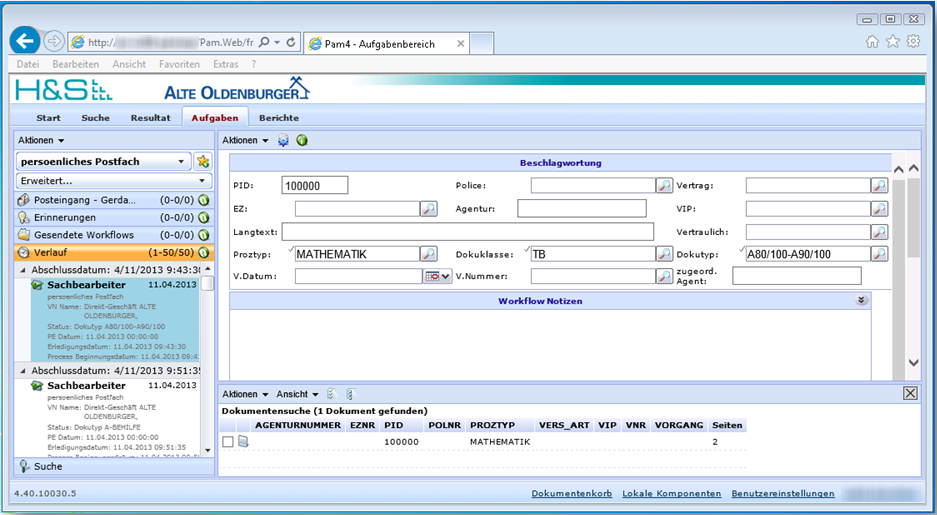 http:// Pam.Web/fr
Pam4 - Aufgabenbereich
Datei Bearbeiten Ansicht Favoriten Extras ?
H&S
ALTE OLDENBURGER
Start Suche Resultat Aufgaben Berichte
Aktionen
persoenliches Postfach
Erweitert...
Posteingang - Gerda... (0-0/0)
Erinnerungen (0-0/0)
Gesendete Workflows (0-0/0)
Verlauf (1-50/50)
Abschlussdatum: 4/11/2013 9:43:30
Sachbearbeiter 11.04.2013
persoenliches Postfach
VN Name: Direkt-Geschäft ALTE
OLDENBURGER,
Status: Dokutyp A80/100-A90/100
PE Datum: 11.04.2013 00:00:00
Erledigungsdatum: 11.04.2013 09:43:30
Process Beginnungsdatum: 11.04.2013 09:4
Abschlussdatum: 4/11/2013 9:51:35
Sachbearbeiter 11.04.2013
persoenliches Postfach
VN Name: Direkt-Geschäft ALTE
OLDENBURGER,
Status: Dokutyp A-BEHILFE
PE Datum: 11.04.2013 00:00:00
Erledigungsdatum: 11.04.2013 09:51:35
Suche
Aktionen
Beschlagwortung
PID: 100000 Police: Vertrag:
EZ: Agentur: VIP:
Langtext: Vertraulich:
Proztyp: MATHEMATIK Dokuklasse: TB Dokutyp: A80/100-A90/100
V.Datum: V.Nummer: zugeord.
Agent:
Workflow Notizen
Aktionen Ansicht
Dokumentensuche (1 Dokument gefunden)
AGENTURNUMMER EZNR PID POLNR PROZTYP VERS_ART VIP VNR VORGANG Seiten
100000 MATHEMATIK 2
4.40.10030.5 Dokumentenkorb Lokale Komponenten Benutzereinstellungen